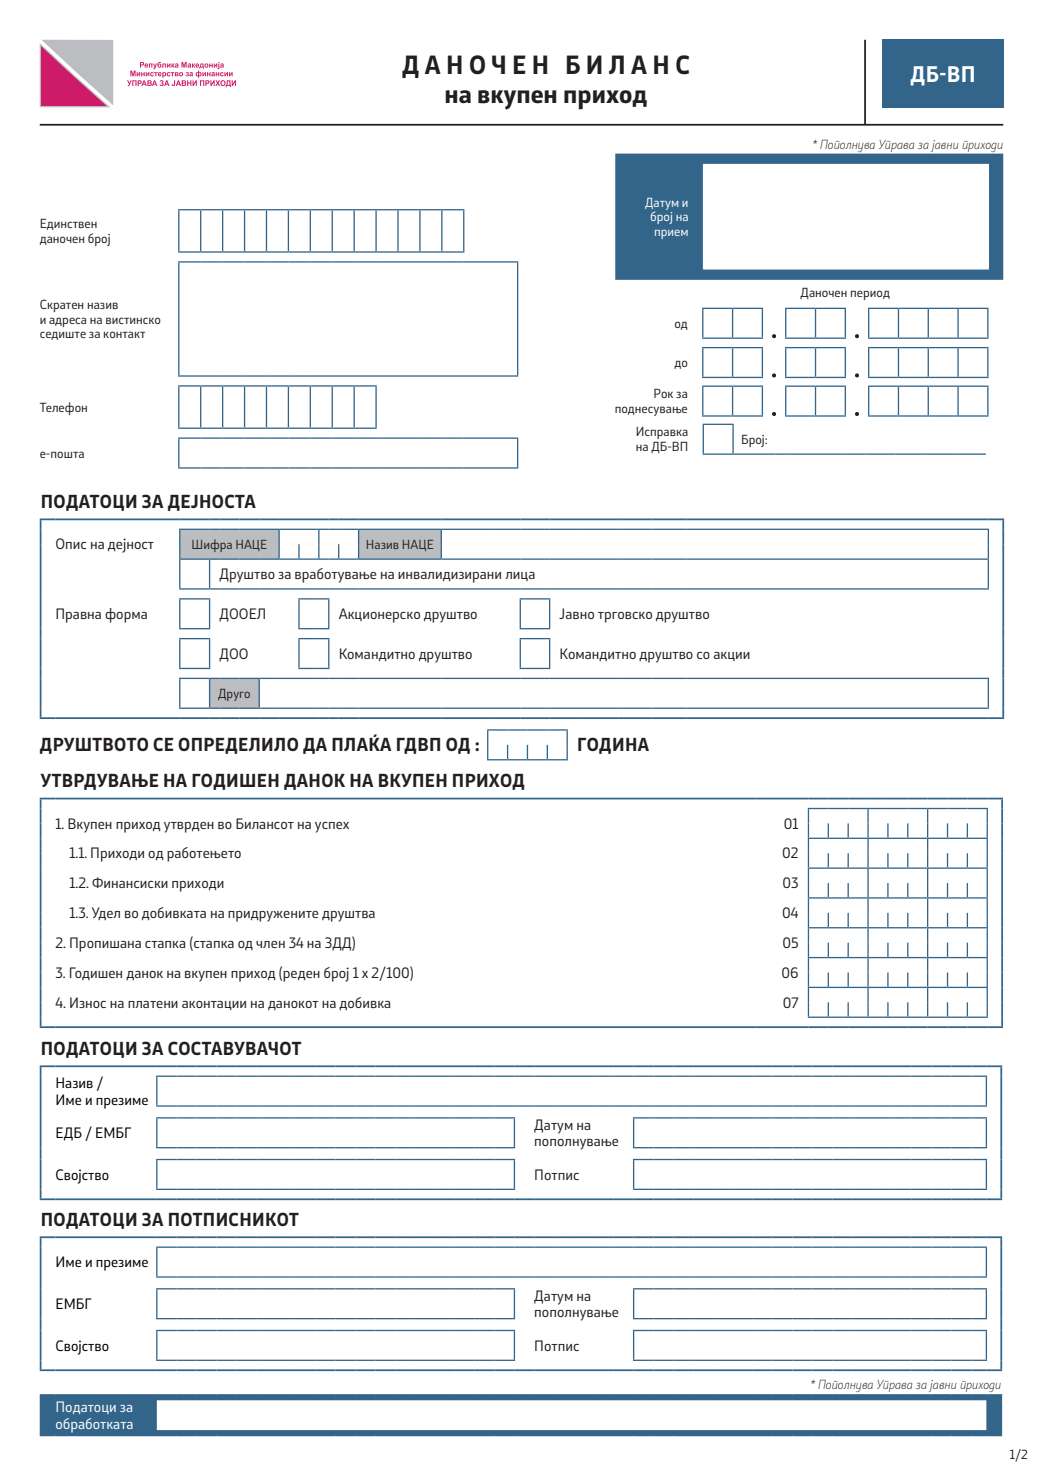 Република Македонија
Министерство за финансии
УПРАВА ЗА ЈАВНИ ПРИХОДИ
ДАНОЧЕН БИЛАНС
на вкупен приход
ДБ-ВП
* Пополнува Управа за јавни приходи
Датум и
број на
прием
Единствен
даночен број
Скратен назив
и адреса на вистинско
седиште за контакт
Телефон
е-пошта
Даночен период
од
до
Рок за
поднесување
Исправка
на ДБ-ВП
Број:
ПОДАТОЦИ ЗА ДЕЈНОСТА
Опис на дејност
Шифра НАЦЕ
Назив НАЦЕ
Друштво за вработување на инвалидизирани лица
Правна форма
ДООЕЛ
Акционерско друштво
Јавно трговско друштво
ДОО
Командитно друштво
Командитно друштво со акции
Друго
ДРУШТВОТО СЕ ОПРЕДЕЛИЛО ДА ПЛАЌА ГДВП ОД : ГОДИНА
УТВРДУВАЊЕ НА ГОДИШЕН ДАНОК НА ВКУПЕН ПРИХОД
1. Вкупен приход утврден во Билансот на успех 01
1.1. Приходи од работењето 02
1.2. Финансиски приходи 03
1.3. Удел во добивката на придружените друштва 04
2. Пропишана стапка (стапка од член 34 на ЗДД) 05
3. Годишен данок на вкупен приход (реден број 1 x 2/100) 06
4. Износ на платени аконтации на данокот на добивка 07
ПОДАТОЦИ ЗА СОСТАВУВАЧОТ
Назив /
Име и презиме
ЕДБ / ЕМБГ
Датум на
пополнување
Својство
Потпис
ПОДАТОЦИ ЗА ПОТПИСНИКОТ
Име и презиме
ЕМБГ
Датум на
пополнување
Својство
Потпис
* Пополнува Управа за јавни приходи
Податоци за
обработката
1/2